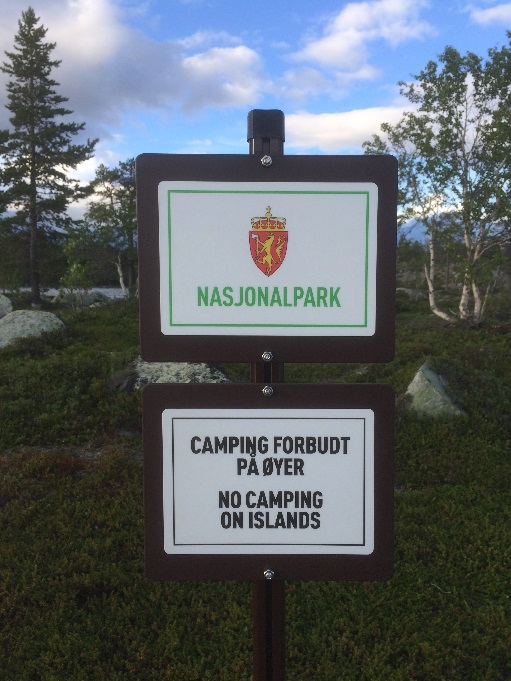 NASJONALPARK
CAMPING FORBUDT
PÅ ØYER
NO CAMPING
ON ISLANDS